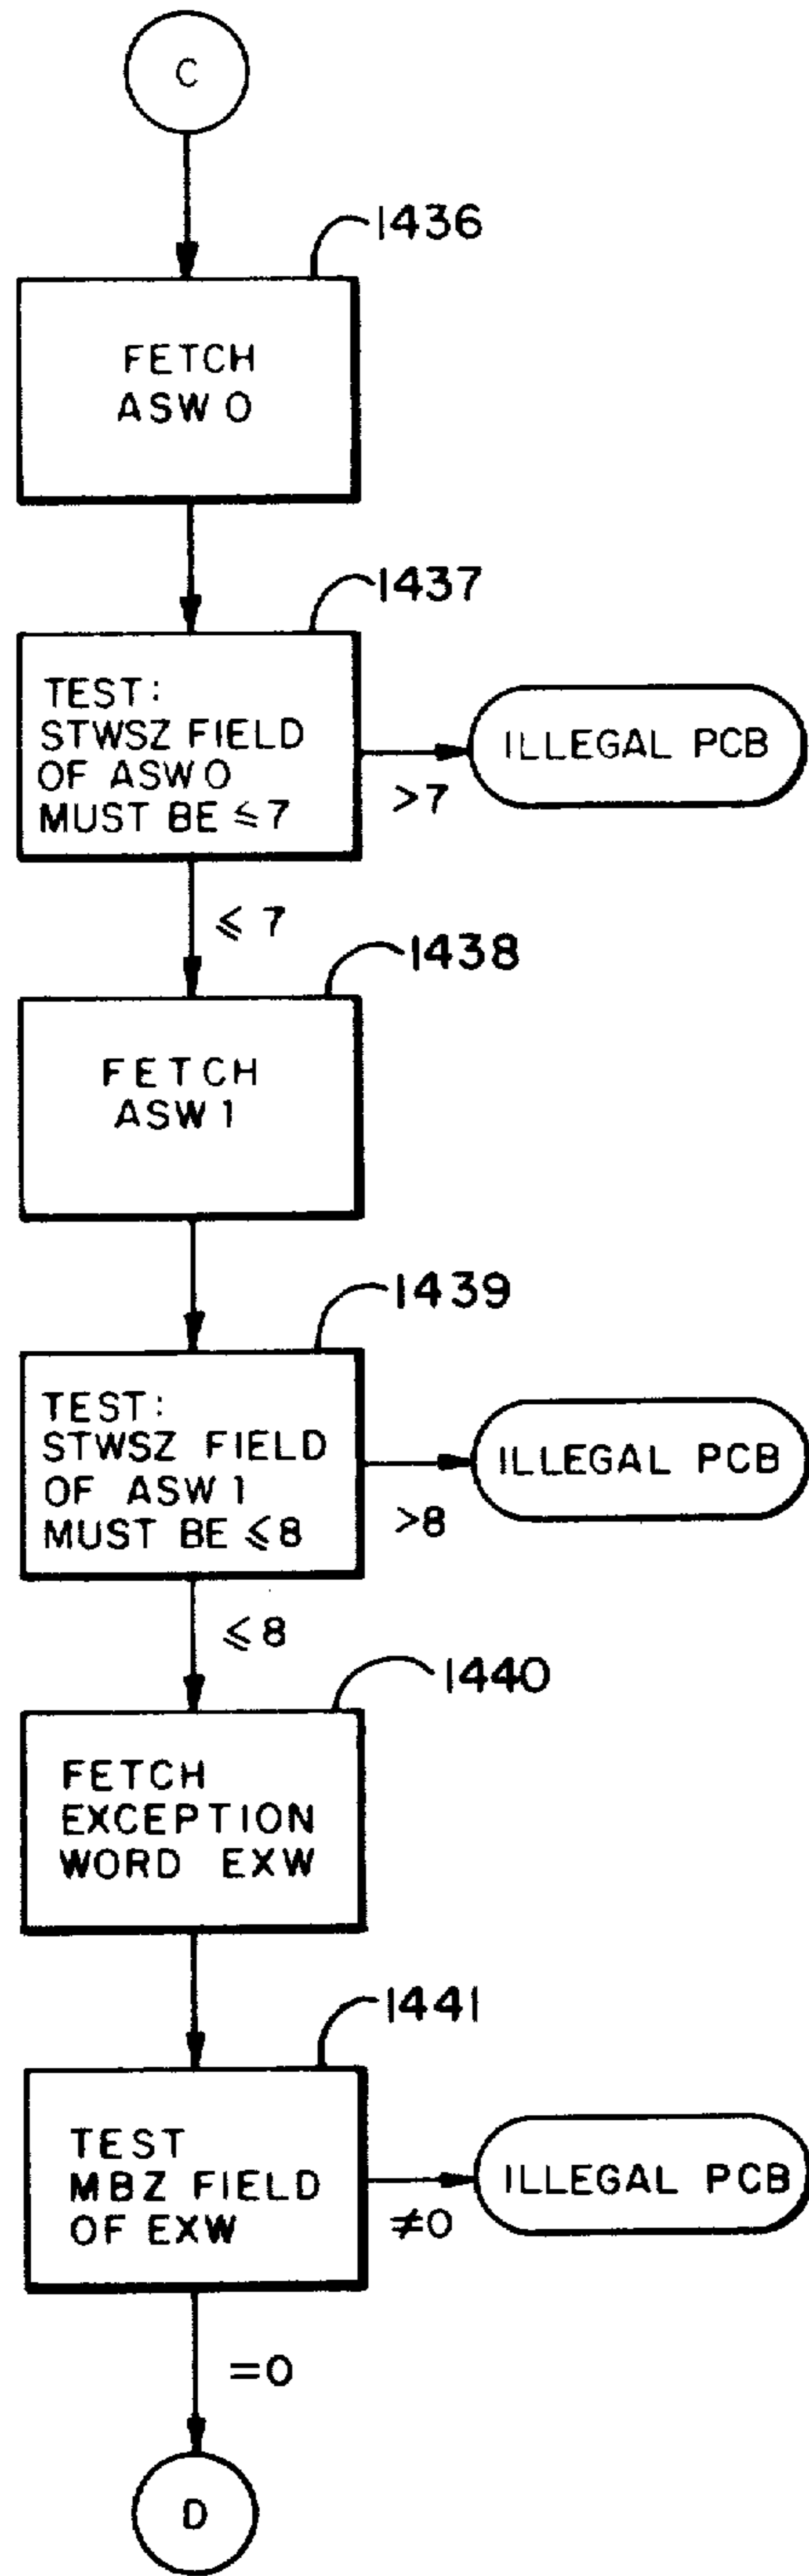 C
1436
FETCH
ASW 0
1437
TEST:
STWSZ FIELD
OF ASW 0
MUST BE ≤ 7
>7
ILLEGAL PCB
≤ 7
1438
FETCH
ASW 1
1439
TEST:
STWSZ FIELD
OF ASW 1
MUST BE ≤ 8
>8
ILLEGAL PCB
≤ 8
1440
FETCH
EXCEPTION
WORD EXW
1441
TEST
MBZ FIELD
OF EXW
≠0
ILLEGAL PCB
=0
D